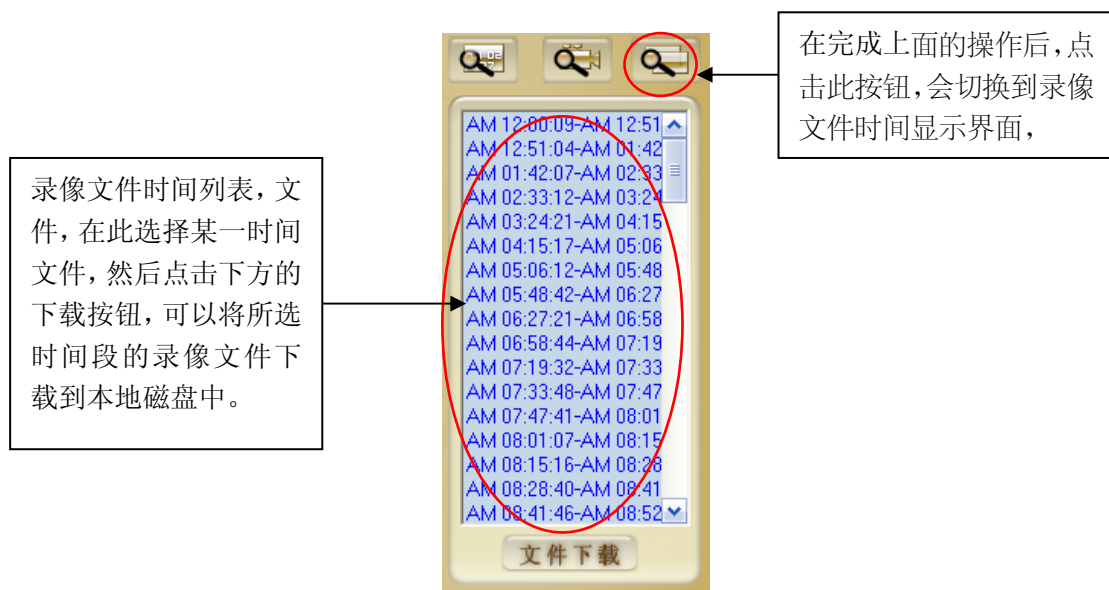 在完成上面的操作后，点
击此按钮，会切换到录像
文件时间显示界面，
录像文件时间列表，文
件，在此选择某一时间
文件，然后点击下方的
下载按钮，可以将所选
时间段的录像文件下
载到本地磁盘中。
AM 12:00:09-AM 12:51
AM 12:51:04-AM 01:42
AM 01:42:07-AM 02:33
AM 02:33:12-AM 03:24
AM 03:24:21-AM 04:15
AM 04:15:17-AM 05:06
AM 05:06:12-AM 05:48
AM 05:48:42-AM 06:27
AM 06:27:21-AM 06:58
AM 06:58:44-AM 07:19
AM 07:19:32-AM 07:33
AM 07:33:48-AM 07:47
AM 07:47:41-AM 08:01
AM 08:01:07-AM 08:15
AM 08:15:16-AM 08:28
AM 08:28:40-AM 08:41
AM 08:41:46-AM 08:52
文件下载